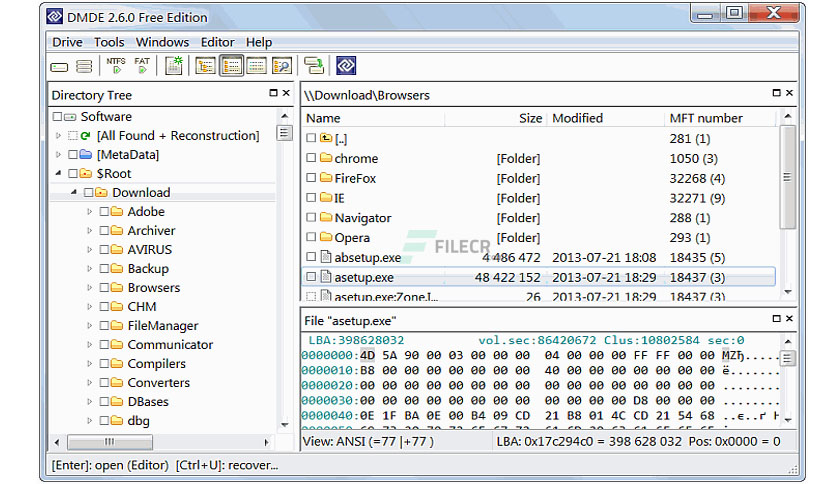 DMDE 2.6.0 Free Edition
Drive Tools Windows Editor Help
NTFS FAT
Directory Tree
Software
[All Found + Reconstruction]
[MetaData]
$Root
Download
Adobe
Archiver
AVIRUS
Backup
Browsers
CHM
FileManager
Communicator
Compilers
Converters
DBases
dbg
\\Download\Browsers
Name Size Modified MFT number
[..] 281 (1)
chrome [Folder] 1050 (3)
FireFox [Folder] 32268 (4)
IE [Folder] 32271 (9)
Navigator [Folder] 288 (1)
Opera [Folder] 293 (1)
FILECR
absetup.exe 4 486 472 2013-07-21 18:08 18435 (5)
asetup.exe 48 422 152 2013-07-21 18:29 18437 (3)
asetup.exe:Zone.I... 26 2013-07-21 18:29 18437 (3)
File "asetup.exe"
LBA:398628032 vol.sec:86420672 Clus:10802584 sec:0
0000000: 4D 5A 90 00 03 00 00 00 04 00 00 00 FF FF 00 00 MZђ.....
0000010: B8 00 00 00 00 00 00 00 40 00 00 00 00 00 00 00 ё.......
0000020: 00 00 00 00 00 00 00 00 00 00 00 00 00 00 00 00 ........
0000030: 00 00 00 00 00 00 00 00 00 00 00 00 D8 00 00 00 ........
0000040: 0E 1F BA 0E 00 B4 09 CD 21 B8 01 4C CD 21 54 68 ..є..ґ Н
View: ANSI (=77 |+77 ) LBA: 0x17c294c0 = 398 628 032 Pos: 0x0000 = 0
[Enter]: open (Editor) [Ctrl+U]: recover...